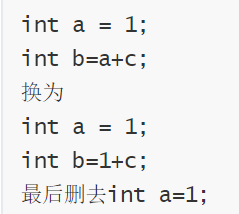 int a = 1;
int b=a+c;
换为
int a = 1;
int b=1+c;
最后删去int a=1;